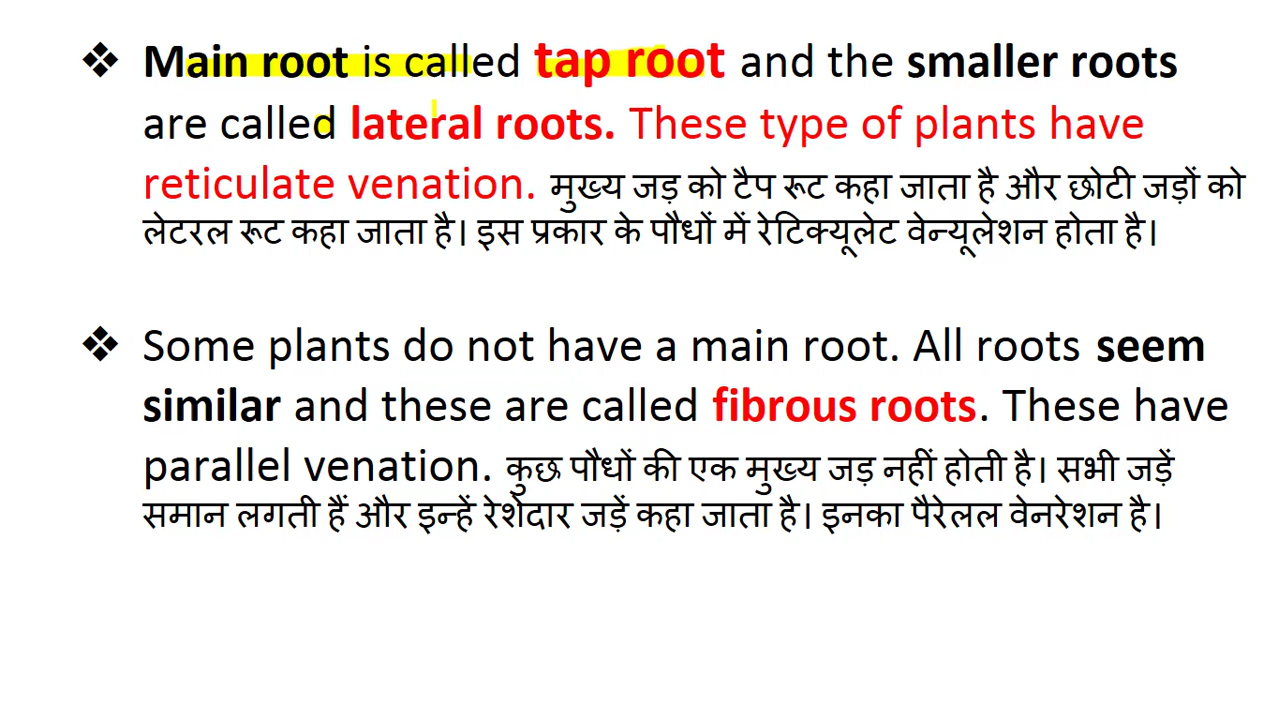 ❖ Main root is called tap root and the smaller roots
are called lateral roots. These type of plants have
reticulate venation. मुख्य जड़ को टैप रूट कहा जाता है और छोटी जड़ों को
लेटरल रूट कहा जाता है। इस प्रकार के पौधों में रेटिक्यूलेट वेन्यूलेशन होता है।
❖ Some plants do not have a main root. All roots seem
similar and these are called fibrous roots. These have
parallel venation. कुछ पौधों की एक मुख्य जड़ नहीं होती है। सभी जड़ें
समान लगती हैं और इन्हें रेशेदार जड़ें कहा जाता है। इनका पैरेलल वेनरेशन है।